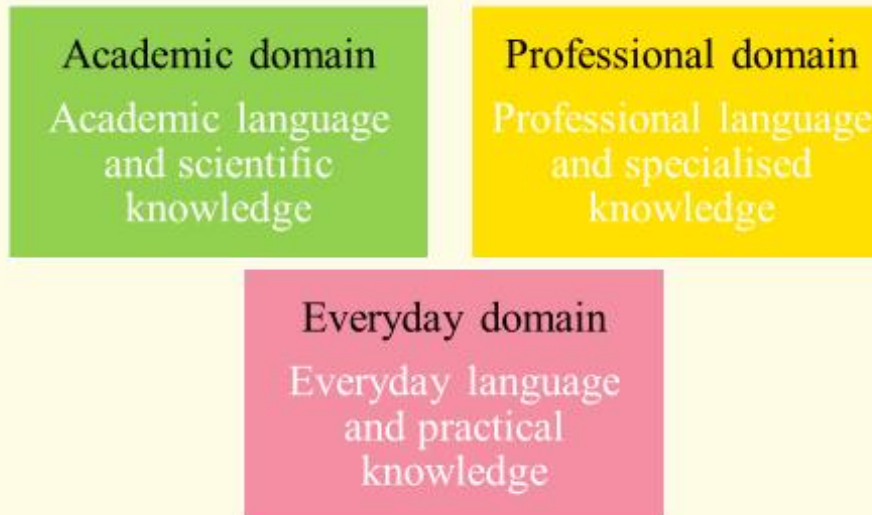 Academic domain
Academic language
and scientific
knowledge
Professional domain
Professional language
and specialised
knowledge
Everyday domain
Everyday language
and practical
knowledge